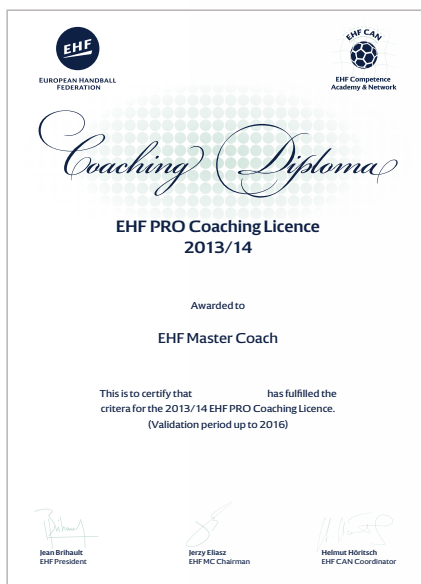 EHF
EUROPEAN HANDBALL
FEDERATION
EHF CAN
EHF Competence
Academy & Network
Coaching Diploma
EHF PRO Coaching Licence
2013/14
Awarded to
EHF Master Coach
This is to certify that has fulfilled the
critera for the 2013/14 EHF PRO Coaching Licence.
(Validation period up to 2016)
Jean Brihault
EHF President
Jerzy Eliasz
EHF MC Chairman
Helmut Höritsch
EHF CAN Coordinator